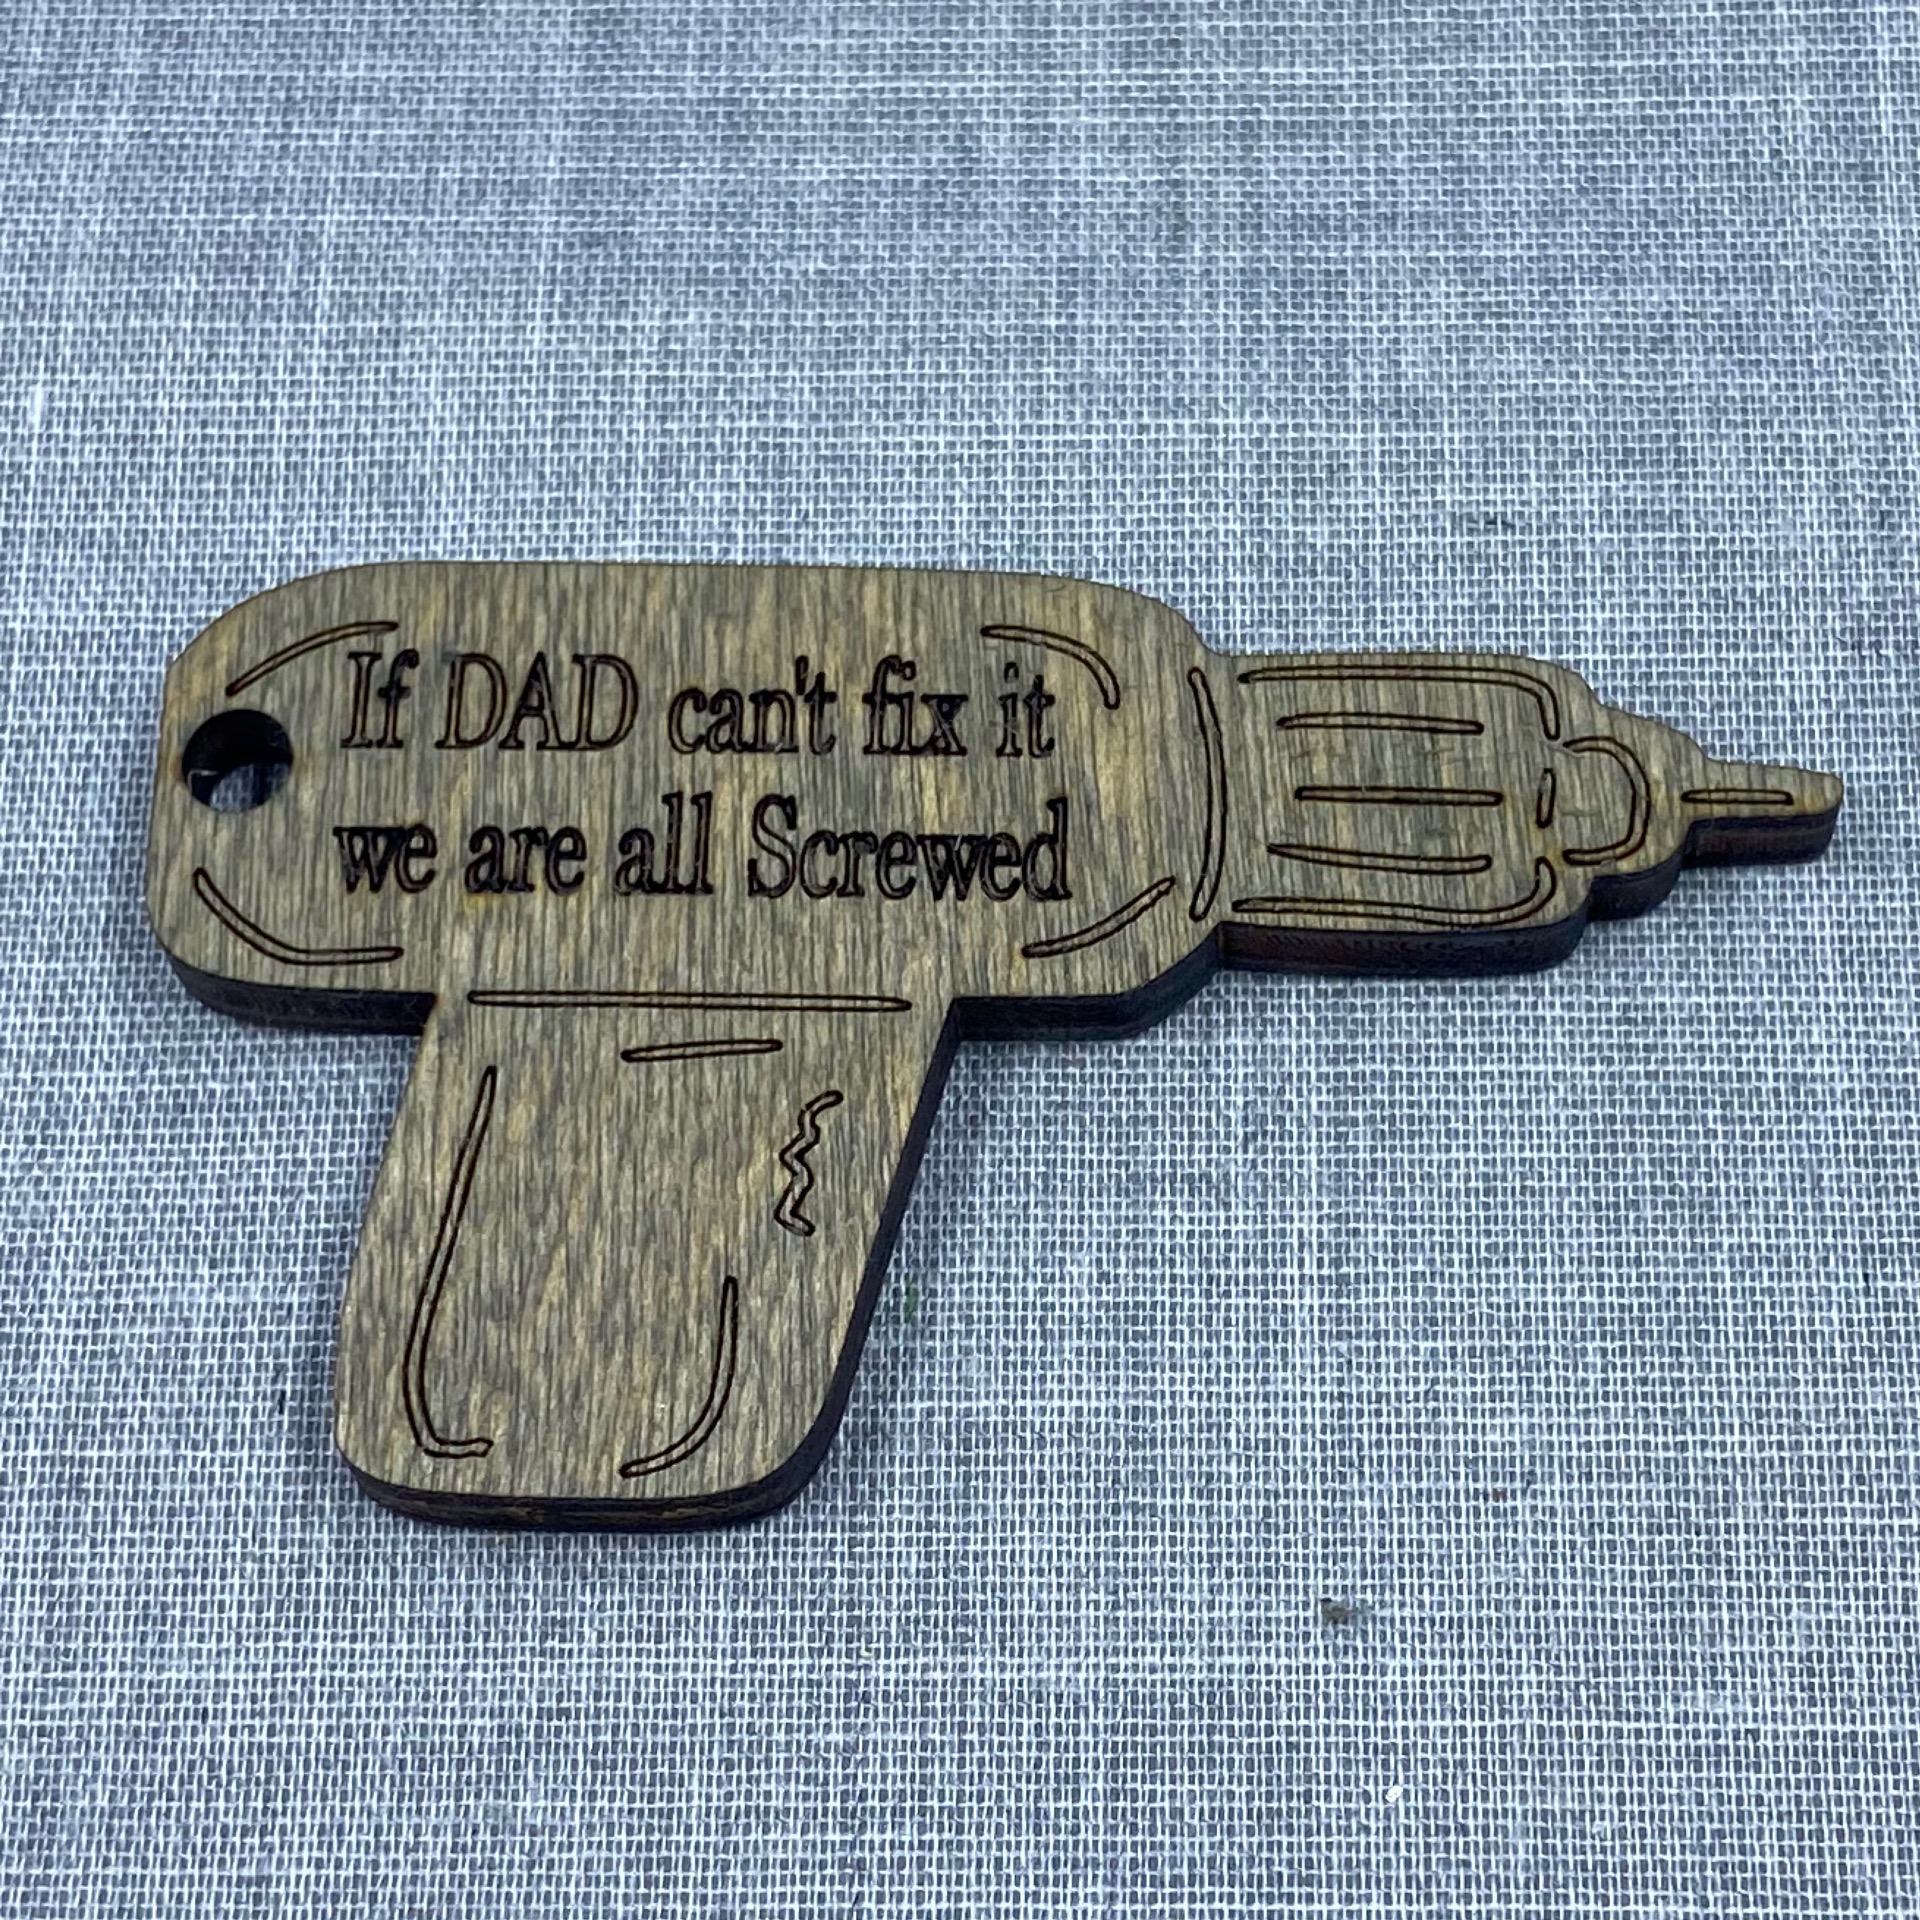 If DAD can't fix it
we are all Screwed